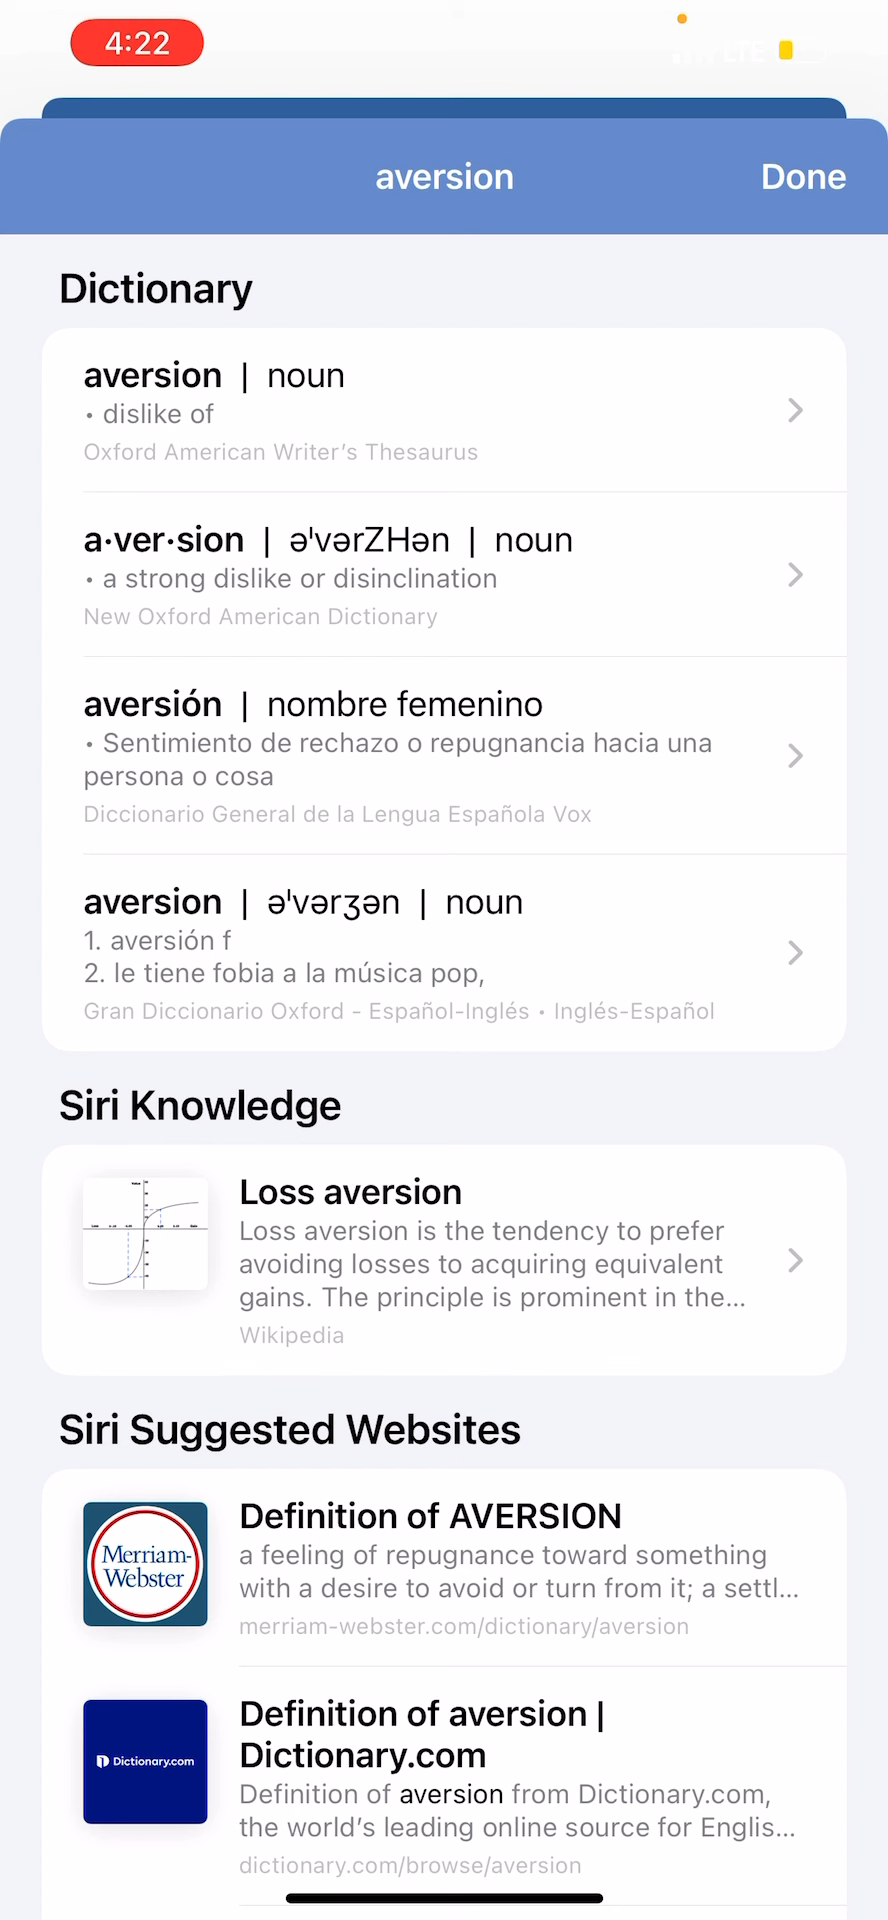 4:22
LTE
aversion
Done
Dictionary
aversion | noun
• dislike of
Oxford American Writer's Thesaurus
a·ver·sion | əˈvərZHən | noun
• a strong dislike or disinclination
New Oxford American Dictionary
aversión | nombre femenino
• Sentimiento de rechazo o repugnancia hacia una
persona o cosa
Diccionario General de la Lengua Española Vox
aversion | əˈvərʒən | noun
1. aversión f
2. le tiene fobia a la música pop,
Gran Diccionario Oxford - Español-Inglés • Inglés-Español
Siri Knowledge
Loss aversion
Loss aversion is the tendency to prefer
avoiding losses to acquiring equivalent
gains. The principle is prominent in the...
Wikipedia
Siri Suggested Websites
Merriam-
Webster
Definition of AVERSION
a feeling of repugnance toward something
with a desire to avoid or turn from it; a settl...
merriam-webster.com/dictionary/aversion
Dictionary.com
Definition of aversion |
Dictionary.com
Definition of aversion from Dictionary.com,
the world's leading online source for Englis...
dictionary.com/browse/aversion